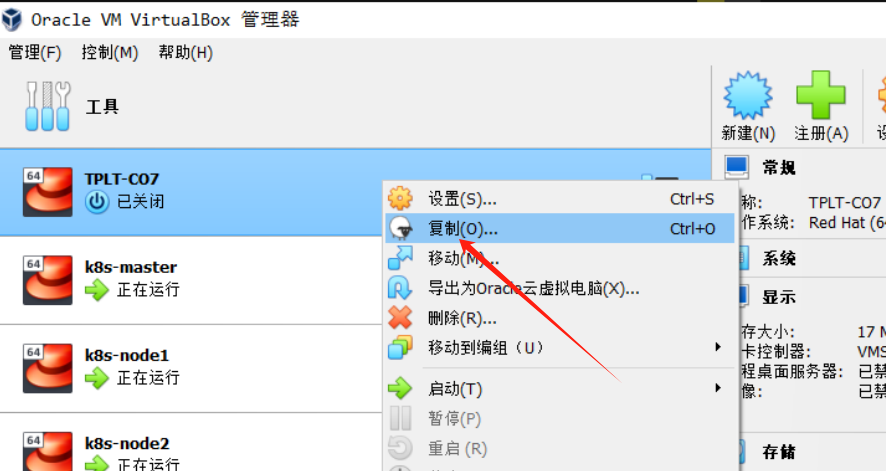 Oracle VM VirtualBox 管理器
管理(F) 控制(M) 帮助(H)
工具
新建(N) 注册(A)
64 TPLT-C07
已关闭
常规
称: TPLT-C07
作系统: Red Hat (64
设置(S)... Ctrl+S
复制(O)... Ctrl+O
移动(M)...
导出为Oracle云虚拟电脑(X)...
删除(R)...
移动到编组（U）
启动(T)
暂停(P)
重启(R)
系统
显示
存大小: 17 M
卡控制器: VMS
程桌面服务器: 已禁
像: 已禁
存储
64 k8s-master
正在运行
64 k8s-node1
正在运行
64 k8s-node2
正在运行